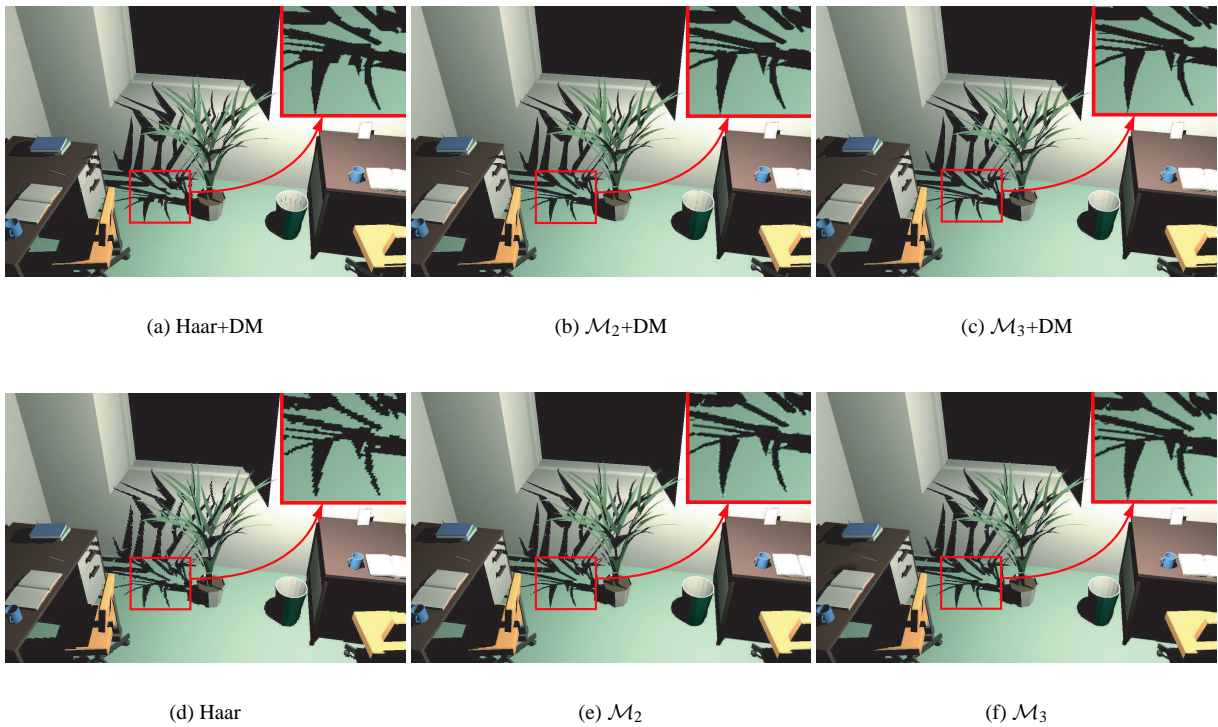 (a) Haar+DM
(b) ℳ₂+DM
(c) ℳ₃+DM
(d) Haar
(e) ℳ₂
(f) ℳ₃